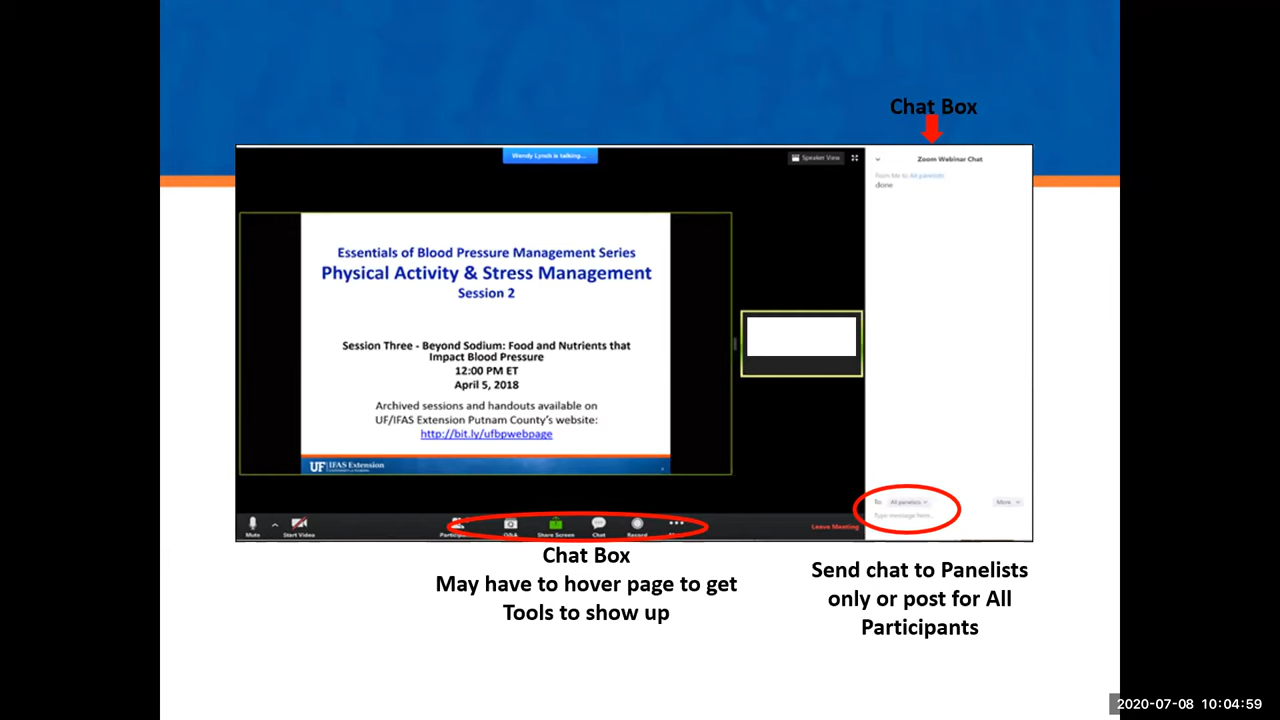 Chat Box
Wendy Lynch is talking...
Speaker View
Zoom Webinar Chat
From Me to All panelists
done
Essentials of Blood Pressure Management Series
Physical Activity & Stress Management
Session 2
Session Three - Beyond Sodium: Food and Nutrients that
Impact Blood Pressure
12:00 PM ET
April 5, 2018
Archived sessions and handouts available on
UF/IFAS Extension Putnam County's website:
http://bit.ly/ufbpwebpage
UF IFAS Extension
To: All panelists
More
Type message here...
Mute
Start Video
Q&A
Share Screen
Chat
Record
Leave Meeting
Chat Box
May have to hover page to get
Tools to show up
Send chat to Panelists
only or post for All
Participants
2020-07-08 10:04:59